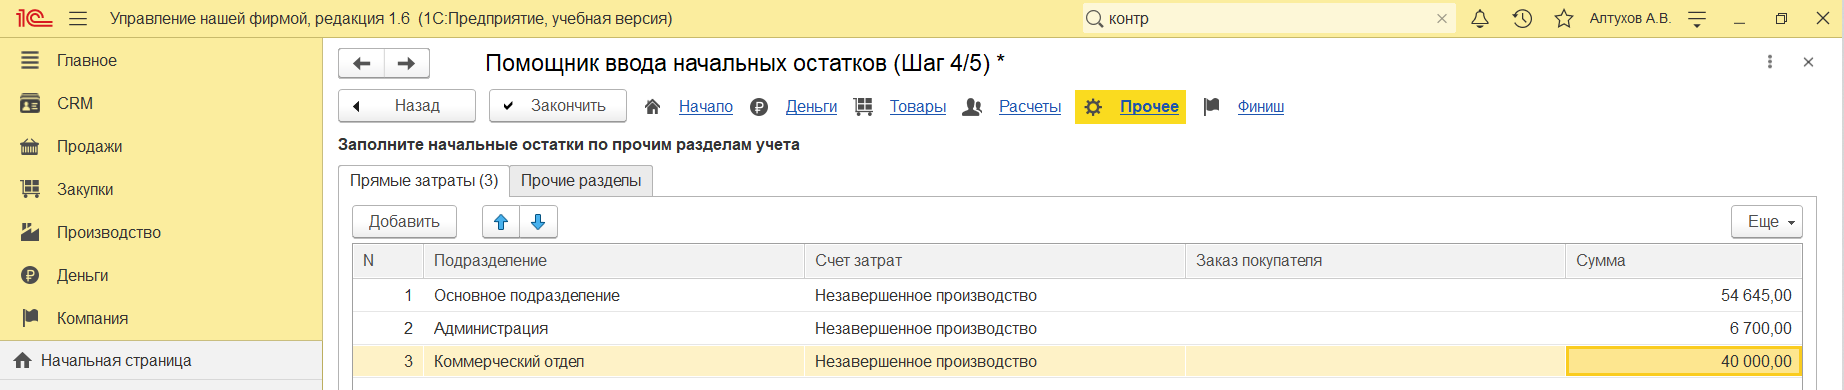 1С Управление нашей фирмой, редакция 1.6 (1С:Предприятие, учебная версия) контр Алтухов А.В.
Главное
CRM
Продажи
Закупки
Производство
Деньги
Компания
Начальная страница
Помощник ввода начальных остатков (Шаг 4/5) *
Назад Закончить Начало Деньги Товары Расчеты Прочее Финиш
Заполните начальные остатки по прочим разделам учета
Прямые затраты (3) Прочие разделы
Добавить Еще
N Подразделение Счет затрат Заказ покупателя Сумма
1 Основное подразделение Незавершенное производство 54 645,00
2 Администрация Незавершенное производство 6 700,00
3 Коммерческий отдел Незавершенное производство 40 000,00